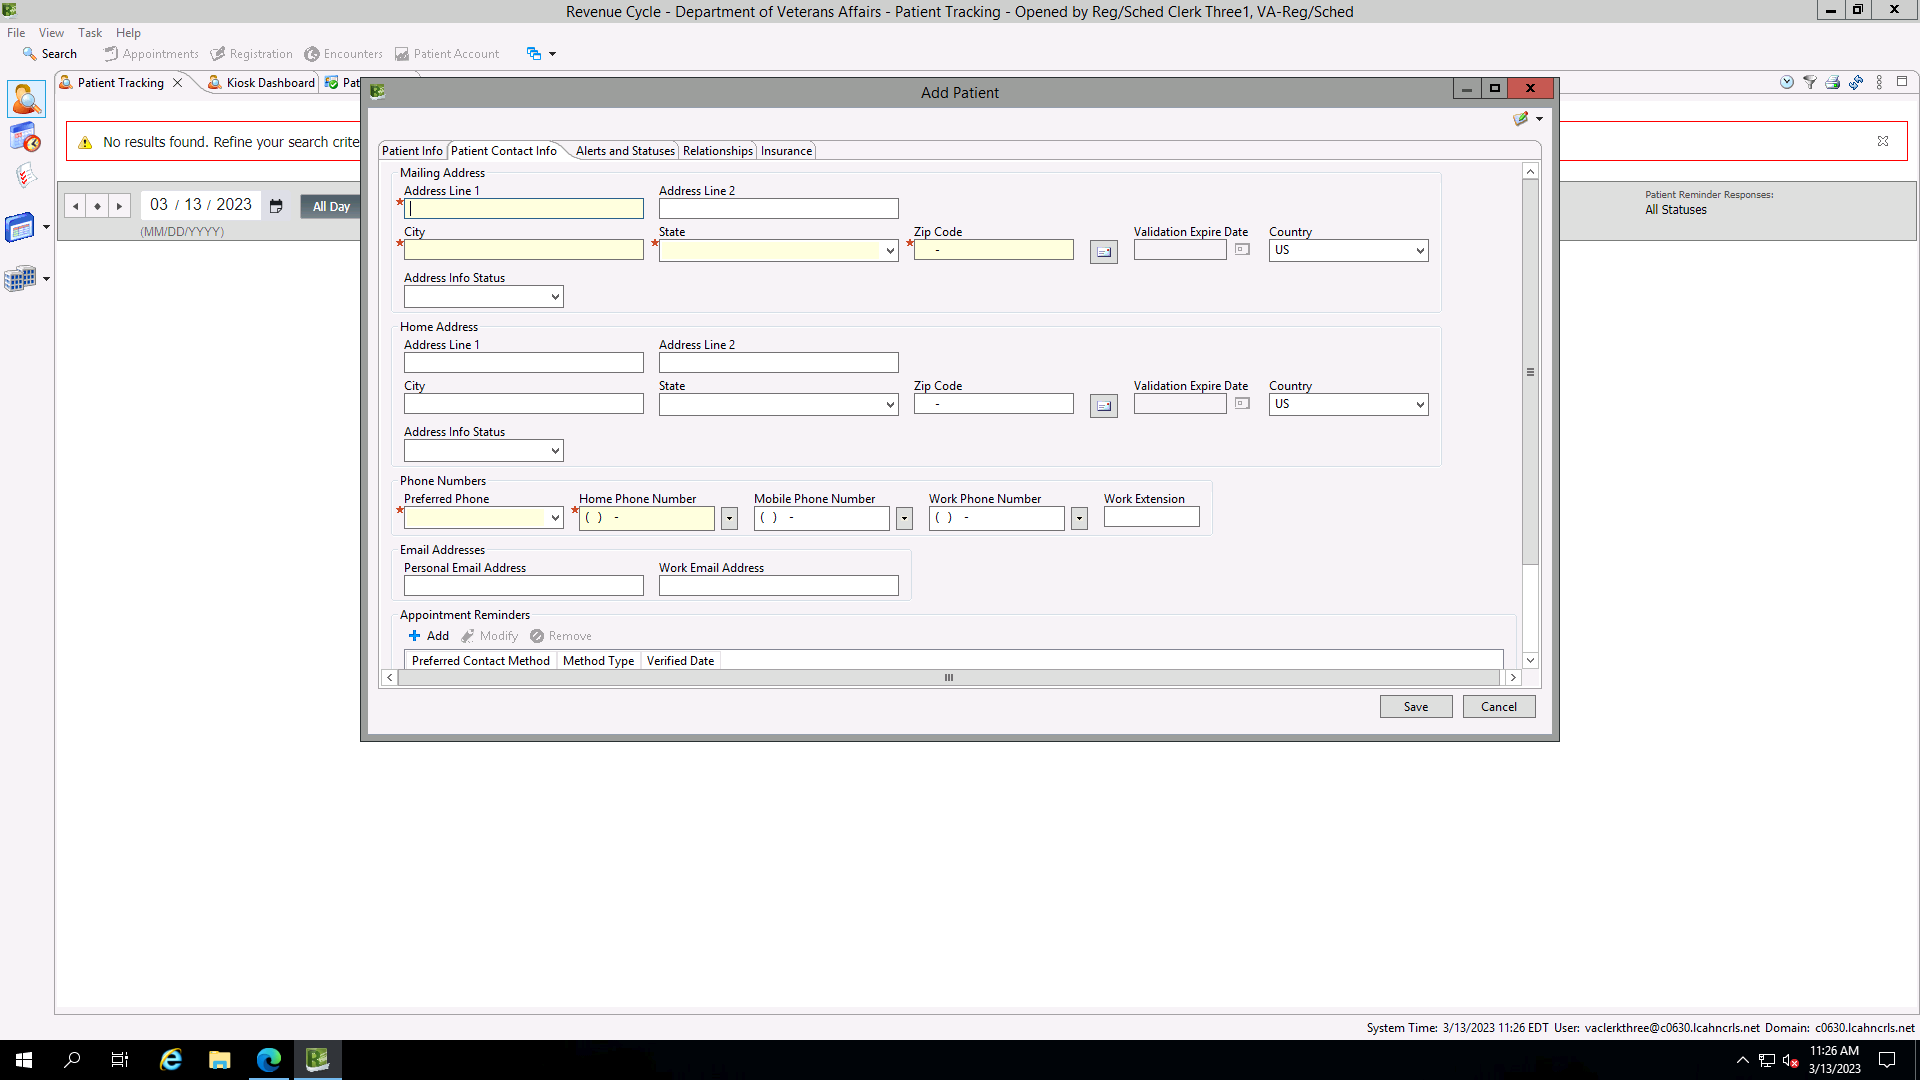 Revenue Cycle - Department of Veterans Affairs - Patient Tracking - Opened by Reg/Sched Clerk Three1, VA-Reg/Sched
File View Task Help
Search Appointments Registration Encounters Patient Account
Patient Tracking Kiosk Dashboard Pat
Add Patient
No results found. Refine your search crite
Patient Info Patient Contact Info Alerts and Statuses Relationships Insurance
03 / 13 / 2023 All Day
(MM/DD/YYYY)
Patient Reminder Responses:
All Statuses
Mailing Address
Address Line 1 Address Line 2
*
City State Zip Code Validation Expire Date Country
* * * - US
Address Info Status
Home Address
Address Line 1 Address Line 2
City State Zip Code Validation Expire Date Country
- US
Address Info Status
Phone Numbers
Preferred Phone Home Phone Number Mobile Phone Number Work Phone Number Work Extension
* * ( ) - ( ) - ( ) -
Email Addresses
Personal Email Address Work Email Address
Appointment Reminders
Add Modify Remove
Preferred Contact Method Method Type Verified Date
Save Cancel
System Time: 3/13/2023 11:26 EDT User: vaclerkthree@c0630.lcahncrls.net Domain: c0630.lcahncrls.net
11:26 AM
3/13/2023